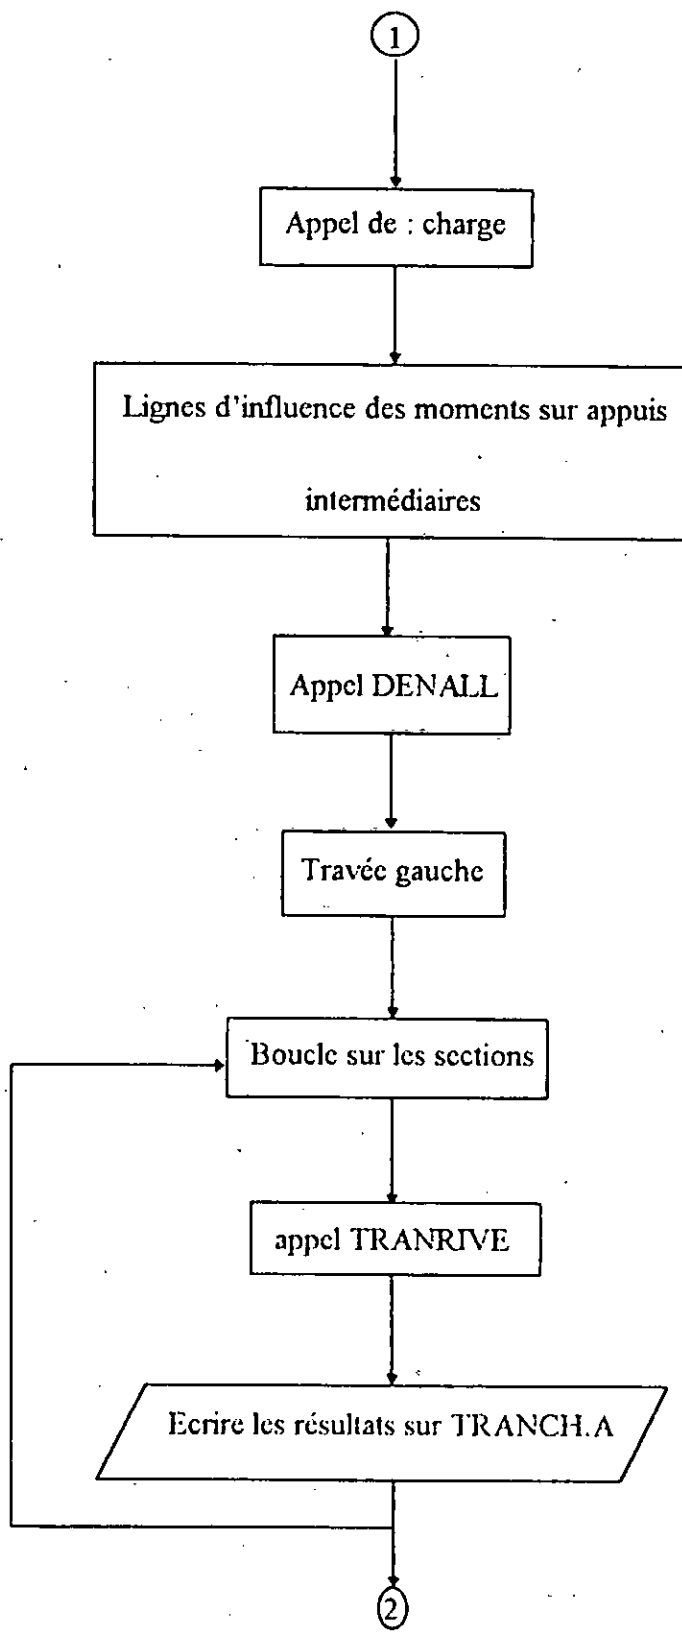 1
Appel de : charge
Lignes d'influence des moments sur appuis
intermédiaires
Appel DENALL
Travée gauche
Boucle sur les sections
appel TRANRIVE
Ecrire les résultats sur TRANCH.A
2